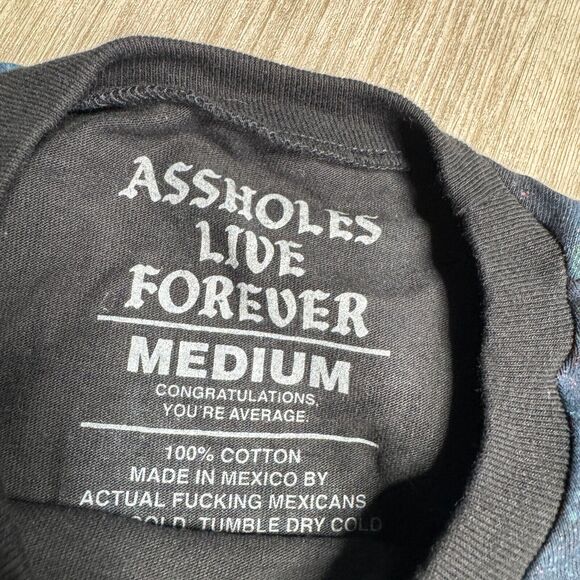 ASSHOLES
LIVE
FOREVER
MEDIUM
CONGRATULATIONS,
YOU'RE AVERAGE.
100% COTTON
MADE IN MEXICO BY
ACTUAL FUCKING MEXICANS
COLD, TUMBLE DRY COLD